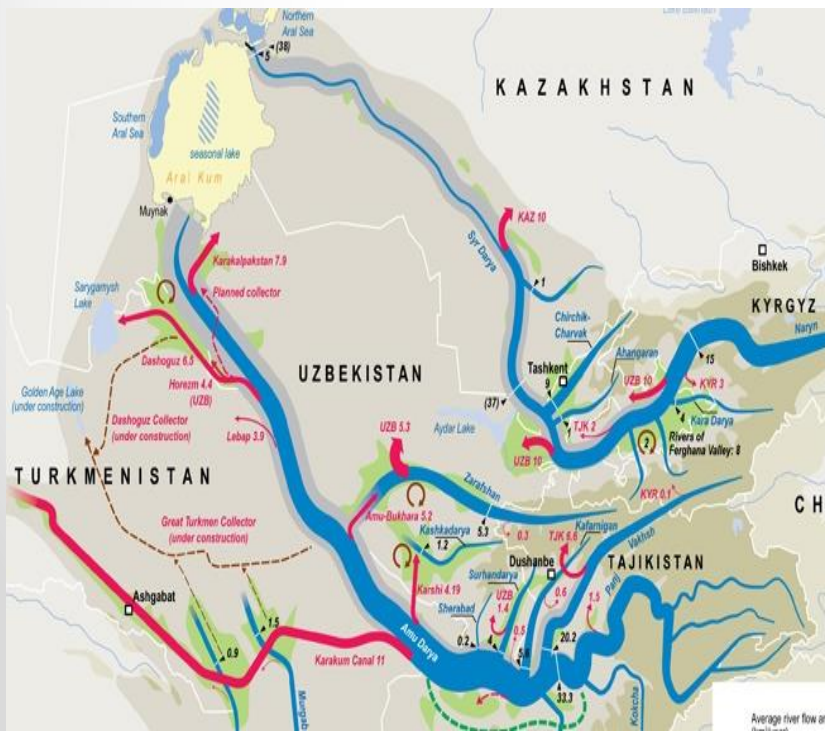 Northern
Aral Sea
(38)
5
KAZAKHSTAN
Southern
Aral Sea
seasonal lake
Aral Kum
Muynak
KAZ 10
Syr Darya
1
Bishkek
Karakalpakstan 7.9
Planned collector
Sarygamysh
Lake
KYRGYZ
Naryn
Chirchik-
Charvak
Ahangaran
15
Tashkent
9
UZB 10
KYR 3
Dashoguz 6.5
Horezm 4.4
(UZB)
UZBEKISTAN
Golden Age Lake
(under construction)
Dashoguz Collector
(under construction)
Lebap 3.9
(37)
Aydar Lake
TJK 2
Kara Darya
2
Rivers of
Ferghana Valley: 8
UZB 5.3
UZB 10
TURKMENISTAN
Zarafshan
KYR 0.1
CH
Great Turkmen Collector
(under construction)
Amu-Bukhara 5.2
5.3
0.3
Kafarnigan
Vakhsh
Kashkadarya
1.2
TJK 6.6
Dushanbe
TAJIKISTAN
Surhandarya
Panj
Karshi 4.19
Sherabad
UZB
1.4
0.6
1.5
Ashgabat
1.5
0.9
Amu Darya
0.2
4
0.5
5.8
20.2
Karakum Canal 11
33.3
Murgab
Kokcha
Average river flow an